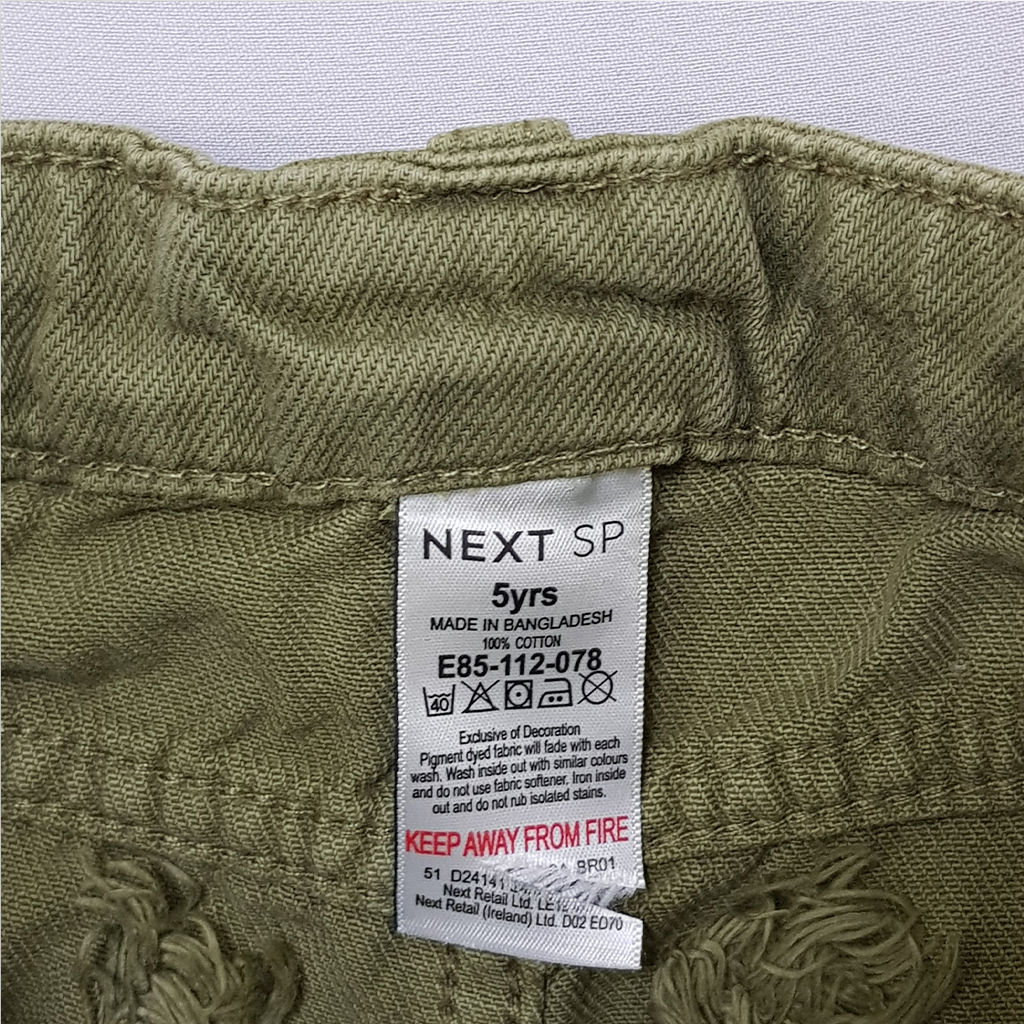 NEXT SP
5yrs
MADE IN BANGLADESH
100% COTTON
E85-112-078
40
Exclusive of Decoration
Pigment dyed fabric will fade with each
wash. Wash inside out with similar colours
and do not use fabric softener. Iron inside
out and do not rub isolated stains.
KEEP AWAY FROM FIRE
51 D24141 BR01
Next Retail Ltd.
Next Retail (Ireland) Ltd. D02 ED70